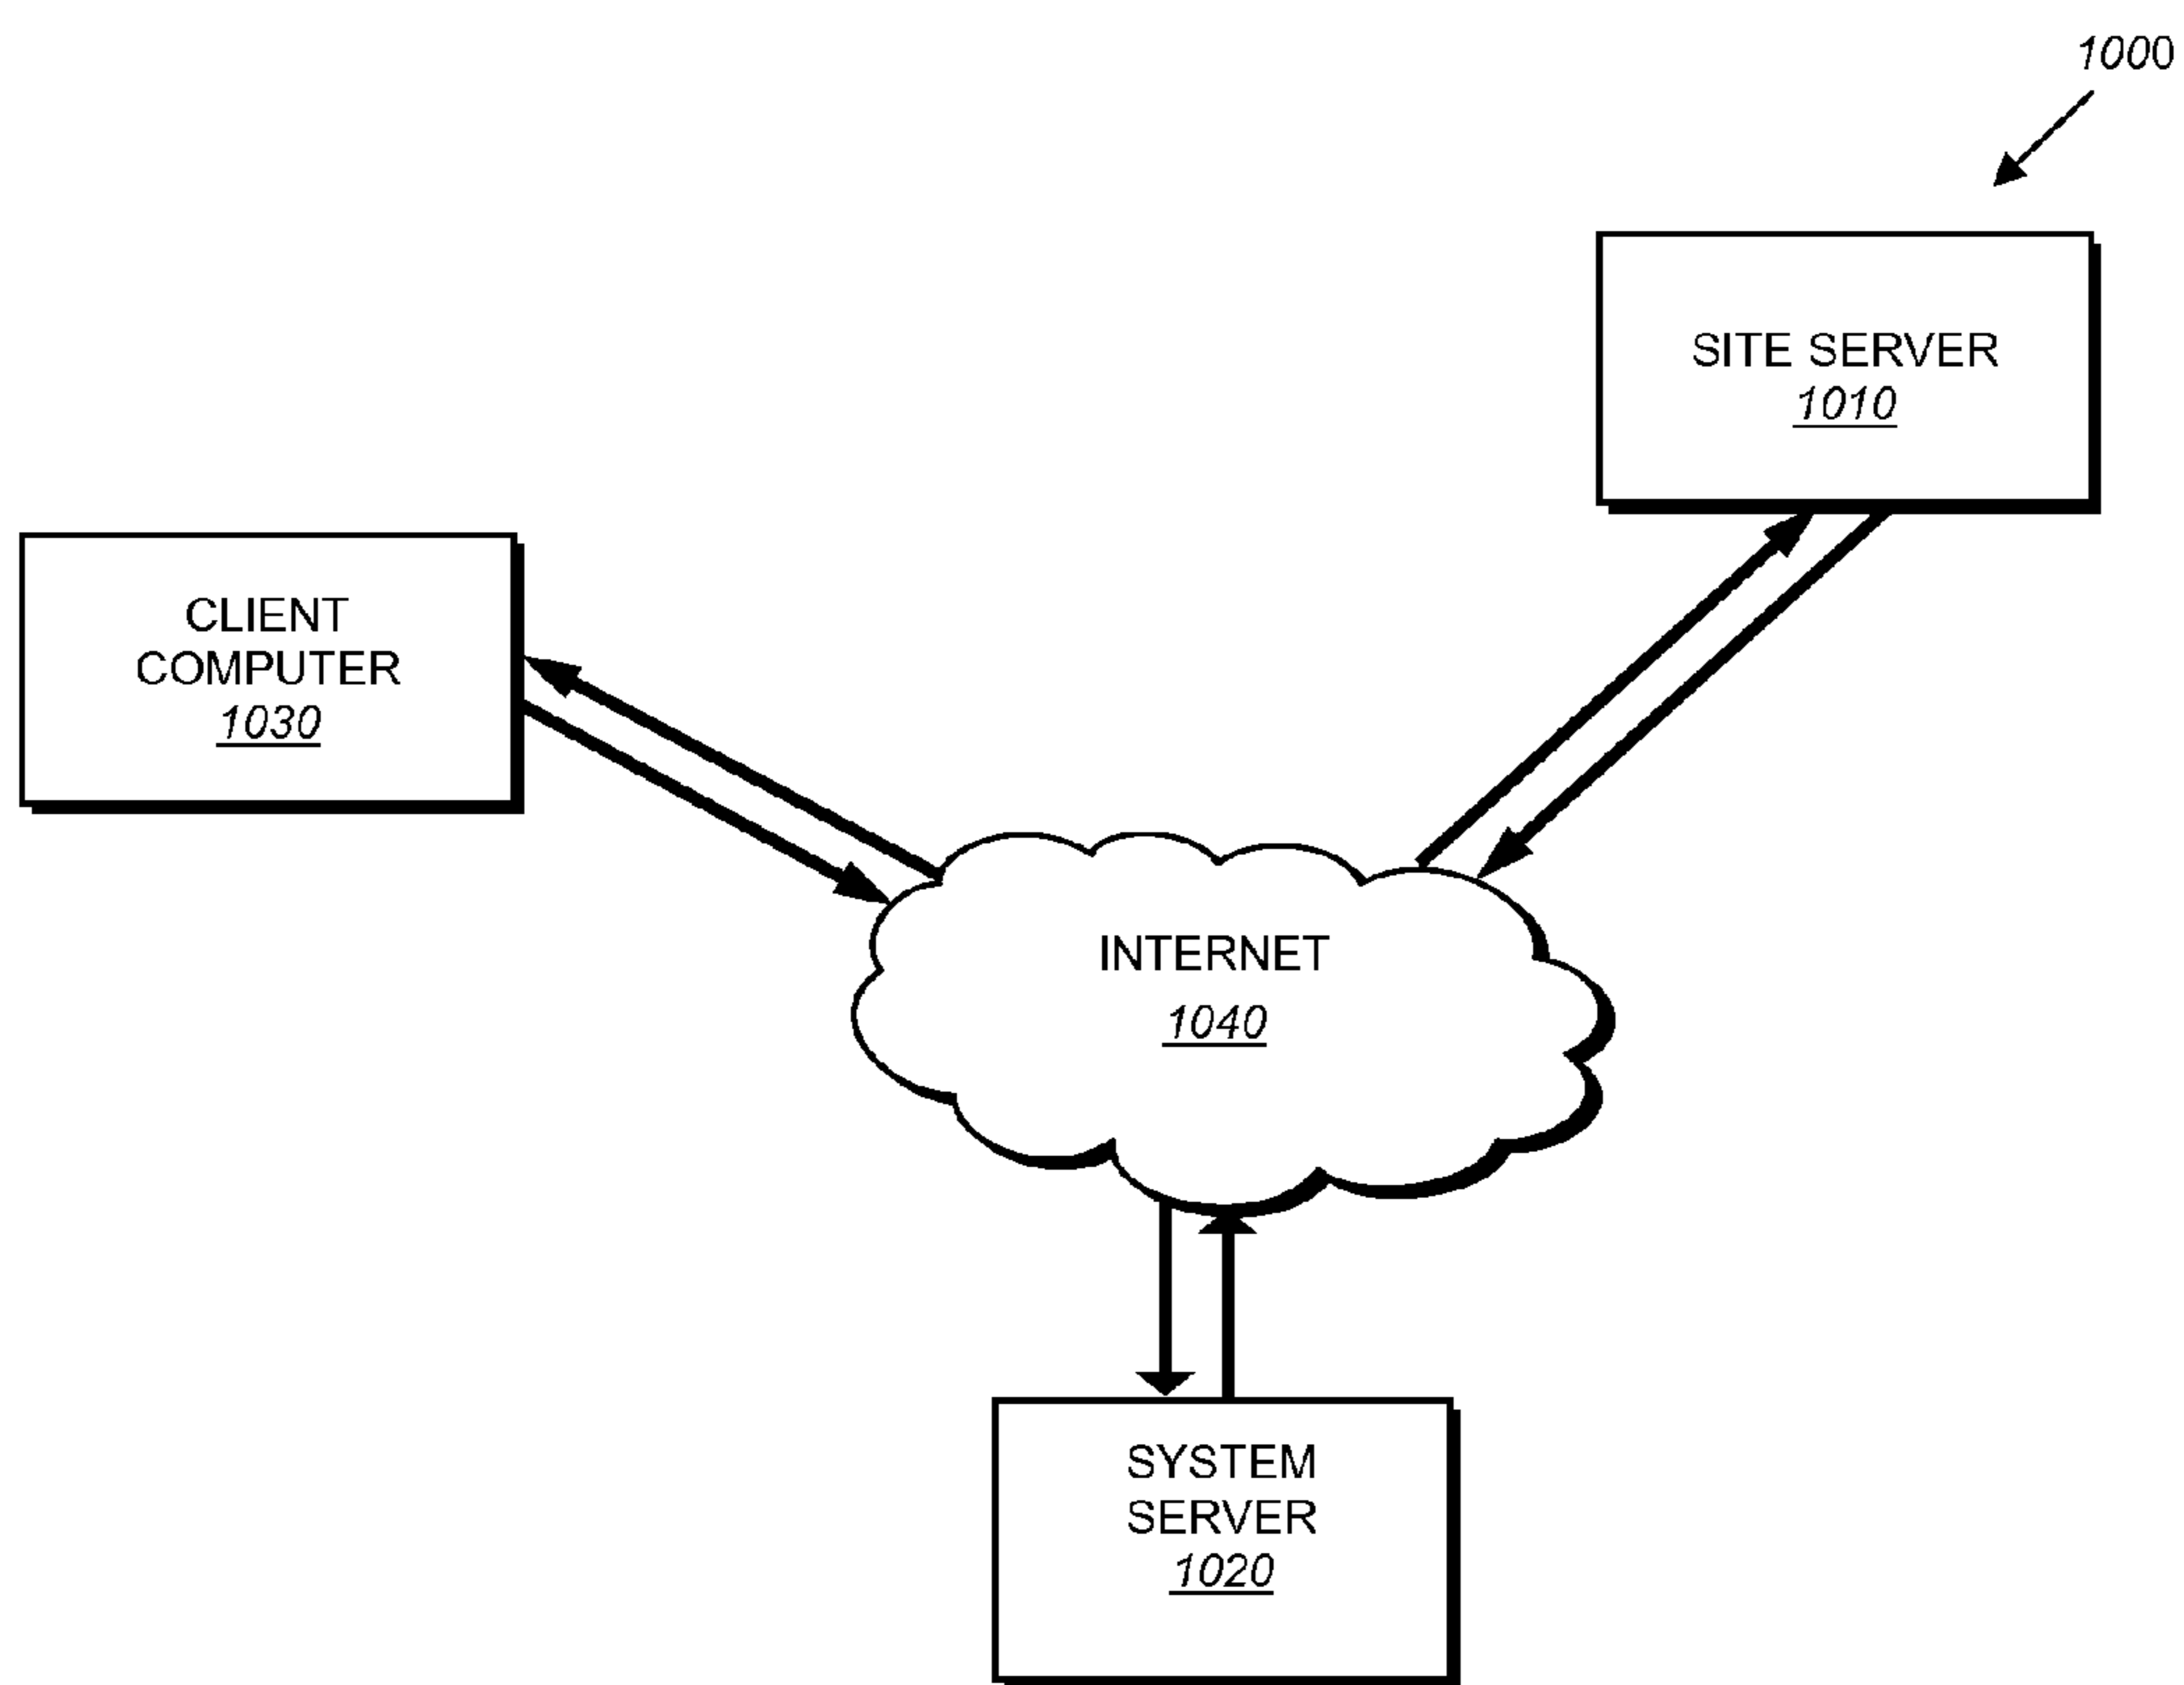 1000
SITE SERVER
1010
CLIENT
COMPUTER
1030
INTERNET
1040
SYSTEM
SERVER
1020